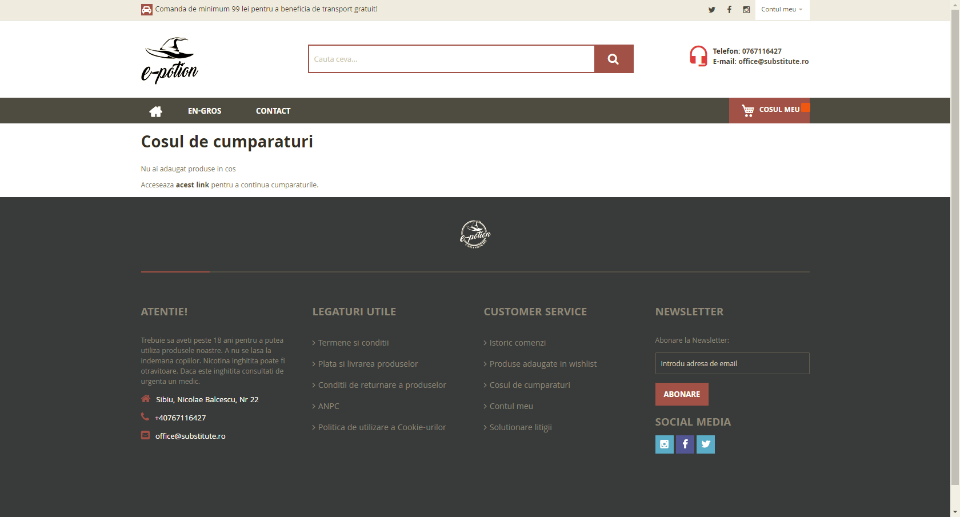 Comanda de minimum 99 lei pentru a beneficia de transport gratuit!
Contul meu
e-potion
Cauta ceva...
Telefon: 0767116427
E-mail: office@substitute.ro
EN-GROS
CONTACT
COSUL MEU
Cosul de cumparaturi
Nu ai adaugat produse in cos
Acceseaza acest link pentru a continua cumparaturile.
e-potion
ATENTIE!
Trebuie sa aveti peste 18 ani pentru a putea
utiliza produsele noastre. A nu se lasa la
indemana copiilor. Nicotina inghitita poate fi
otravitoare. Daca este inghitita consultati de
urgenta un medic.
Sibiu, Nicolae Balcescu, Nr 22
+40767116427
office@substitute.ro
LEGATURI UTILE
Termene si conditii
Plata si livrarea produselor
Conditii de returnare a produselor
ANPC
Politica de utilizare a Cookie-urilor
CUSTOMER SERVICE
Istoric comenzi
Produse adaugate in wishlist
Cosul de cumparaturi
Contul meu
Solutionare litigii
NEWSLETTER
Abonare la Newsletter:
Introdu adresa de email
ABONARE
SOCIAL MEDIA